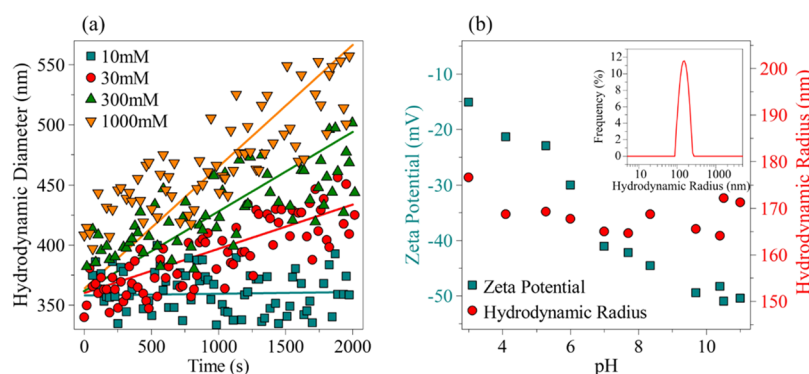 (a)
Hydrodynamic Diameter (nm)
550
500
450
400
350
10mM
30mM
300mM
1000mM
0
500
1000
1500
2000
Time (s)
(b)
Zeta Potential (mV)
-10
-20
-30
-40
-50
Zeta Potential
Hydrodynamic Radius
4
6
8
10
pH
Hydrodynamic Radius (nm)
200
190
180
170
160
150
Frequency (%)
12
10
8
6
4
2
0
10
100
1000
Hydrodynamic Radius (nm)